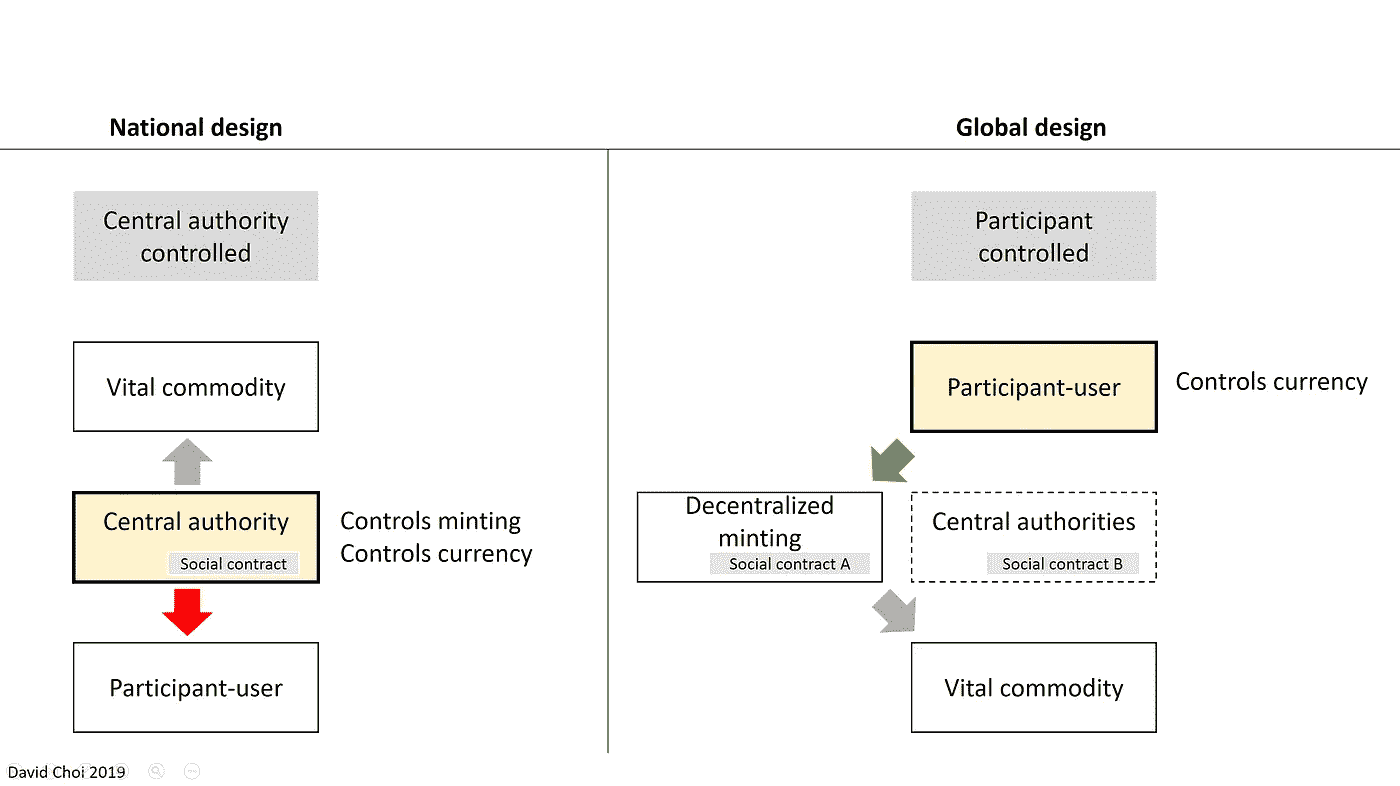 National design
Central authority
controlled
Vital commodity
Central authority
Social contract
Controls minting
Controls currency
Participant-user
Global design
Participant
controlled
Participant-user
Controls currency
Decentralized
minting
Social contract A
Central authorities
Social contract B
Vital commodity
David Choi 2019